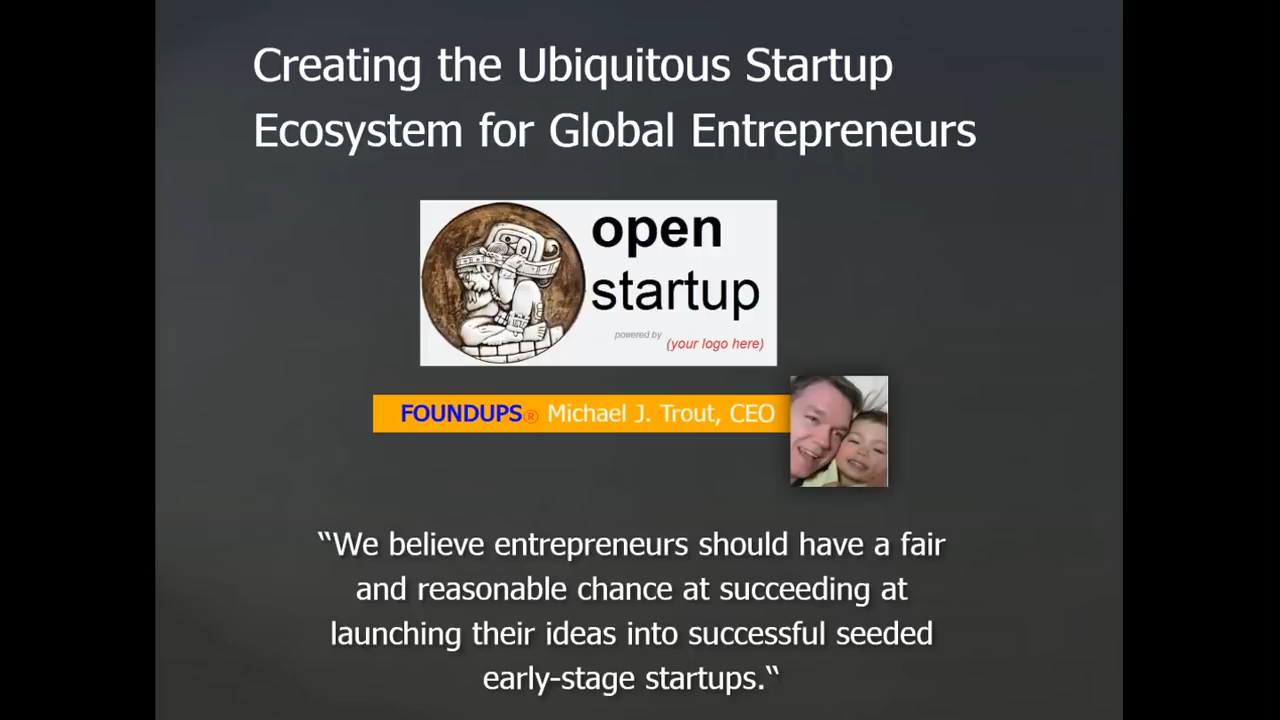 Creating the Ubiquitous Startup
Ecosystem for Global Entrepreneurs
open
startup
powered by (your logo here)
FOUNDUPS® Michael J. Trout, CEO
“We believe entrepreneurs should have a fair
and reasonable chance at succeeding at
launching their ideas into successful seeded
early-stage startups.“